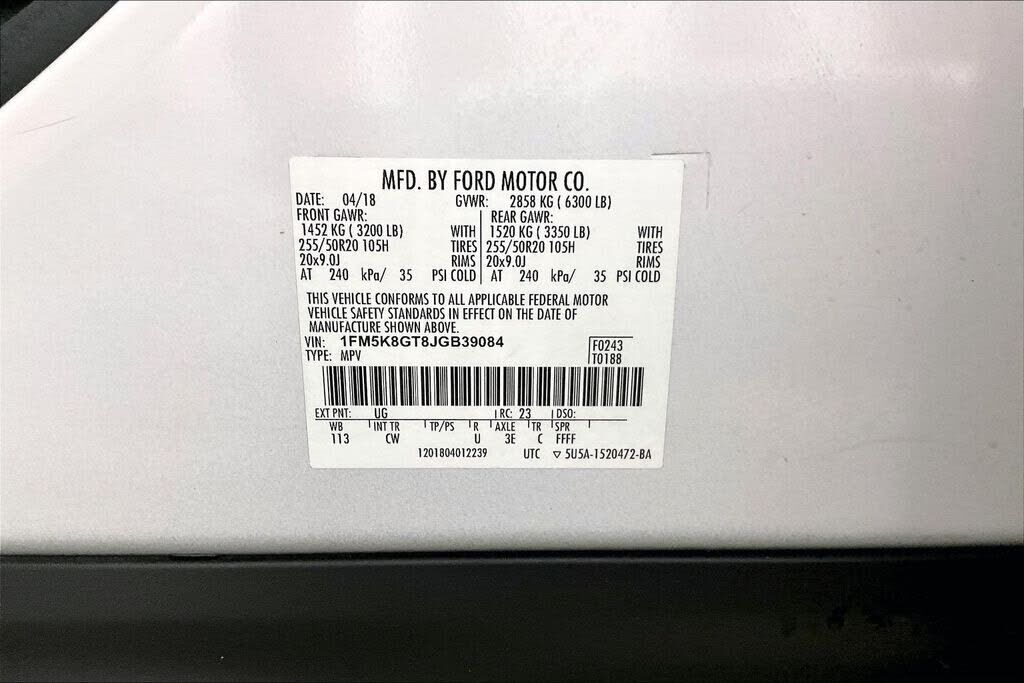 MFD. BY FORD MOTOR CO.
DATE: 04/18 GVWR: 2858 KG ( 6300 LB)
FRONT GAWR: REAR GAWR:
1452 KG ( 3200 LB) WITH 1520 KG ( 3350 LB) WITH
255/50R20 105H TIRES 255/50R20 105H TIRES
20x9.0J RIMS 20x9.0J RIMS
AT 240 kPa/ 35 PSI COLD AT 240 kPa/ 35 PSI COLD
THIS VEHICLE CONFORMS TO ALL APPLICABLE FEDERAL MOTOR
VEHICLE SAFETY STANDARDS IN EFFECT ON THE DATE OF
MANUFACTURE SHOWN ABOVE.
VIN: 1FM5K8GT8JGB39084 F0243
TYPE: MPV T0188
EXT PNT: UG RC: 23 DSO:
WB INT TR TP/PS R AXLE TR SPR
113 CW U 3E C FFFF
1201804012239 UTC ▽ 5U5A-1520472-BA